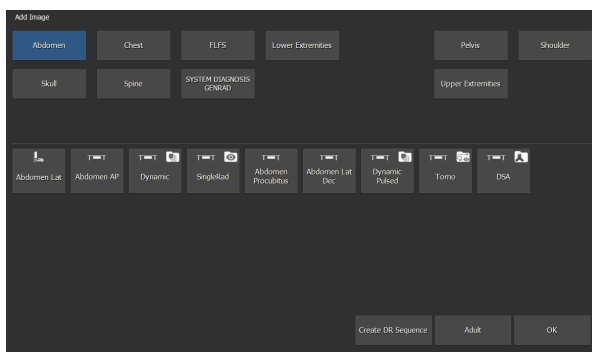 Add Image
Abdomen
Chest
FLFS
Lower Extremities
Pelvis
Shoulder
Skull
Spine
SYSTEM DIAGNOSIS
GENRAD
Upper Extremities
Abdomen Lat
Abdomen AP
Dynamic
SingleRad
Abdomen
Procubitus
Abdomen Lat
Dec
Dynamic
Pulsed
Tomo
DSA
Create DR Sequence
Adult
OK